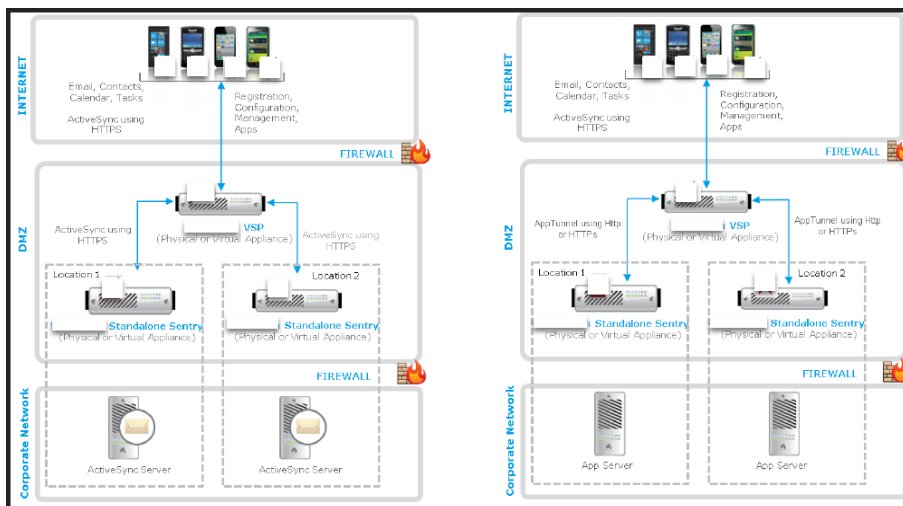 INTERNET
Email, Contacts,
Calendar, Tasks
ActiveSync using
HTTPS
Registration,
Configuration,
Management,
Apps
FIREWALL
DMZ
ActiveSync using
HTTPS
VSP
(Physical or Virtual Appliance)
ActiveSync using
HTTPS
Location 1
Standalone Sentry
(Physical or Virtual Appliance)
Location 2
Standalone Sentry
(Physical or Virtual Appliance)
FIREWALL
Corporate Network
ActiveSync Server
ActiveSync Server
INTERNET
Email, Contacts,
Calendar, Tasks
ActiveSync using
HTTPS
Registration,
Configuration,
Management,
Apps
FIREWALL
DMZ
AppTunnel using Http
or HTTPs
VSP
(Physical or Virtual Appliance)
AppTunnel using Http
or HTTPs
Location 1
Standalone Sentry
(Physical or Virtual Appliance)
Location 2
Standalone Sentry
(Physical or Virtual Appliance)
FIREWALL
Corporate Network
App Server
App Server